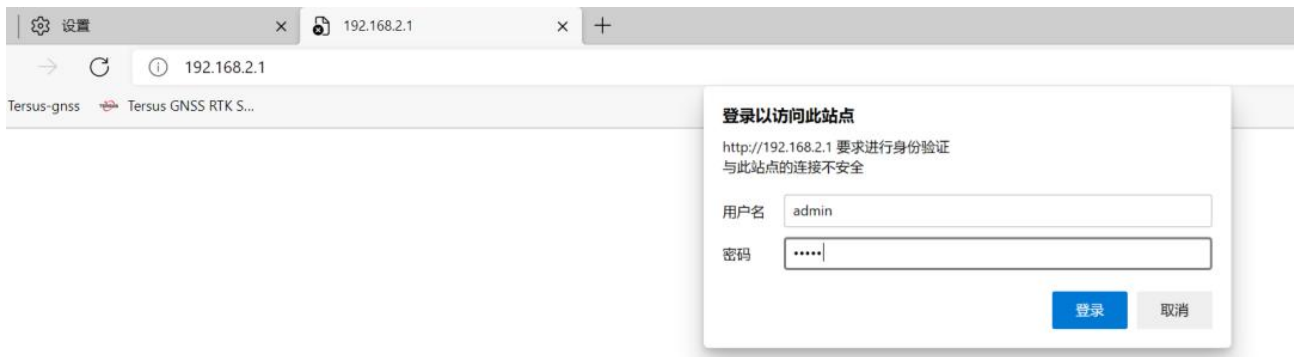 设置
192.168.2.1
192.168.2.1
Tersus-gnss Tersus GNSS RTK S...
登录以访问此站点
http://192.168.2.1 要求进行身份验证
与此站点的连接不安全
用户名 admin
密码 •••••
登录 取消